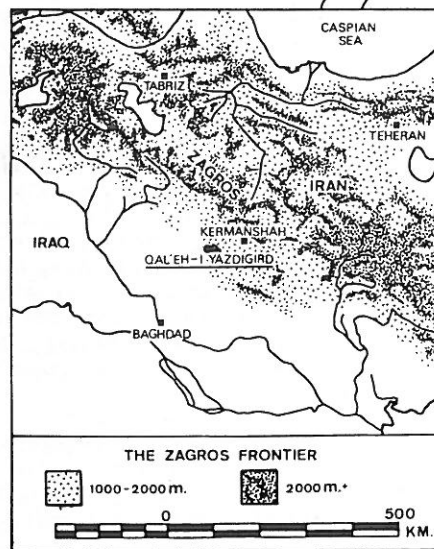 CASPIAN
SEA
TABRIZ
TEHERAN
ZAGROS
IRAN
KERMANSHAH
IRAQ
QAL'EH-I-YAZDIGIRD
BAGHDAD
THE ZAGROS FRONTIER
1000-2000 m.
2000 m.+
0
500
KM.